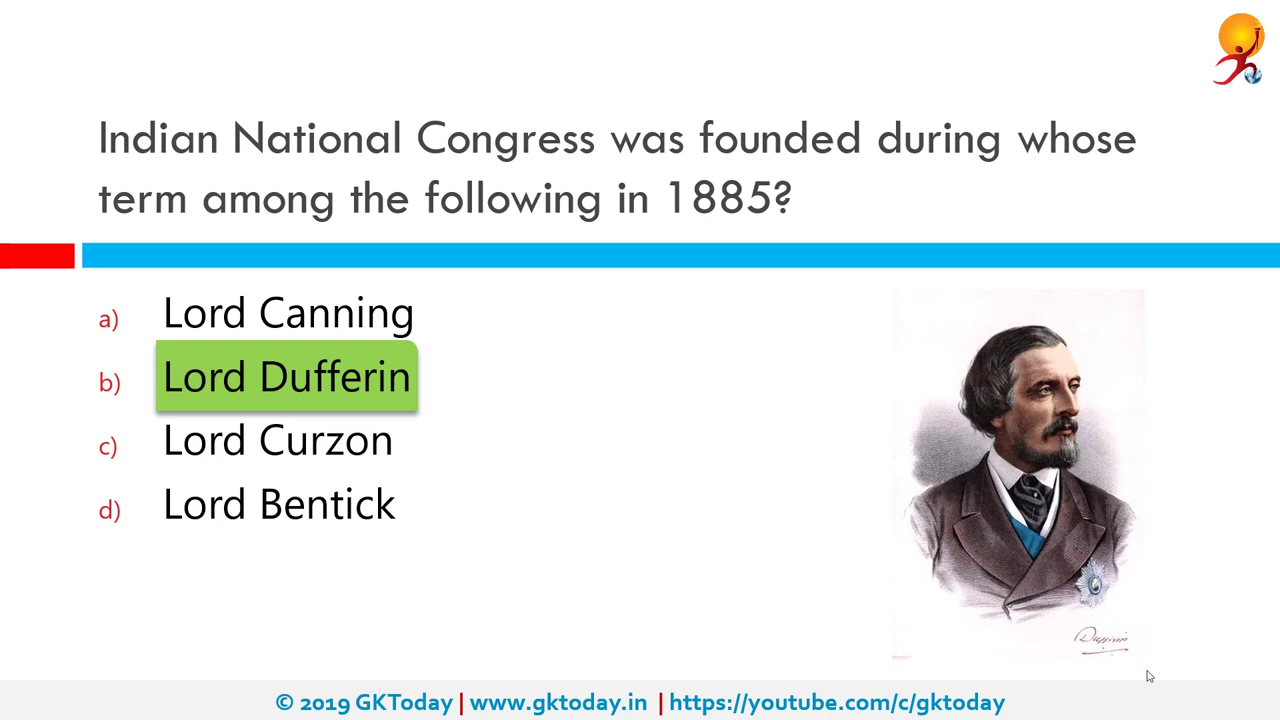 Indian National Congress was founded during whose
term among the following in 1885?
a) Lord Canning
b) Lord Dufferin
c) Lord Curzon
d) Lord Bentick
Dufferin
© 2019 GKToday | www.gktoday.in | https://youtube.com/c/gktoday